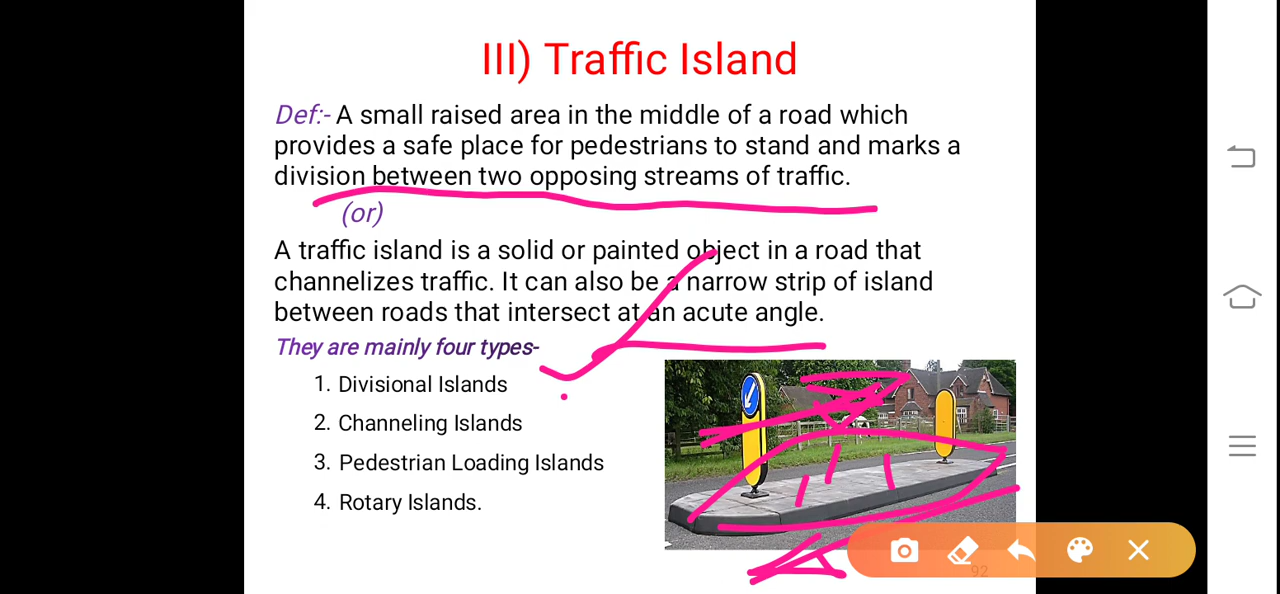 III) Traffic Island
Def:- A small raised area in the middle of a road which
provides a safe place for pedestrians to stand and marks a
division between two opposing streams of traffic.
(or)
A traffic island is a solid or painted object in a road that
channelizes traffic. It can also be a narrow strip of island
between roads that intersect at an acute angle.
They are mainly four types-
1. Divisional Islands
2. Channeling Islands
3. Pedestrian Loading Islands
4. Rotary Islands.
92